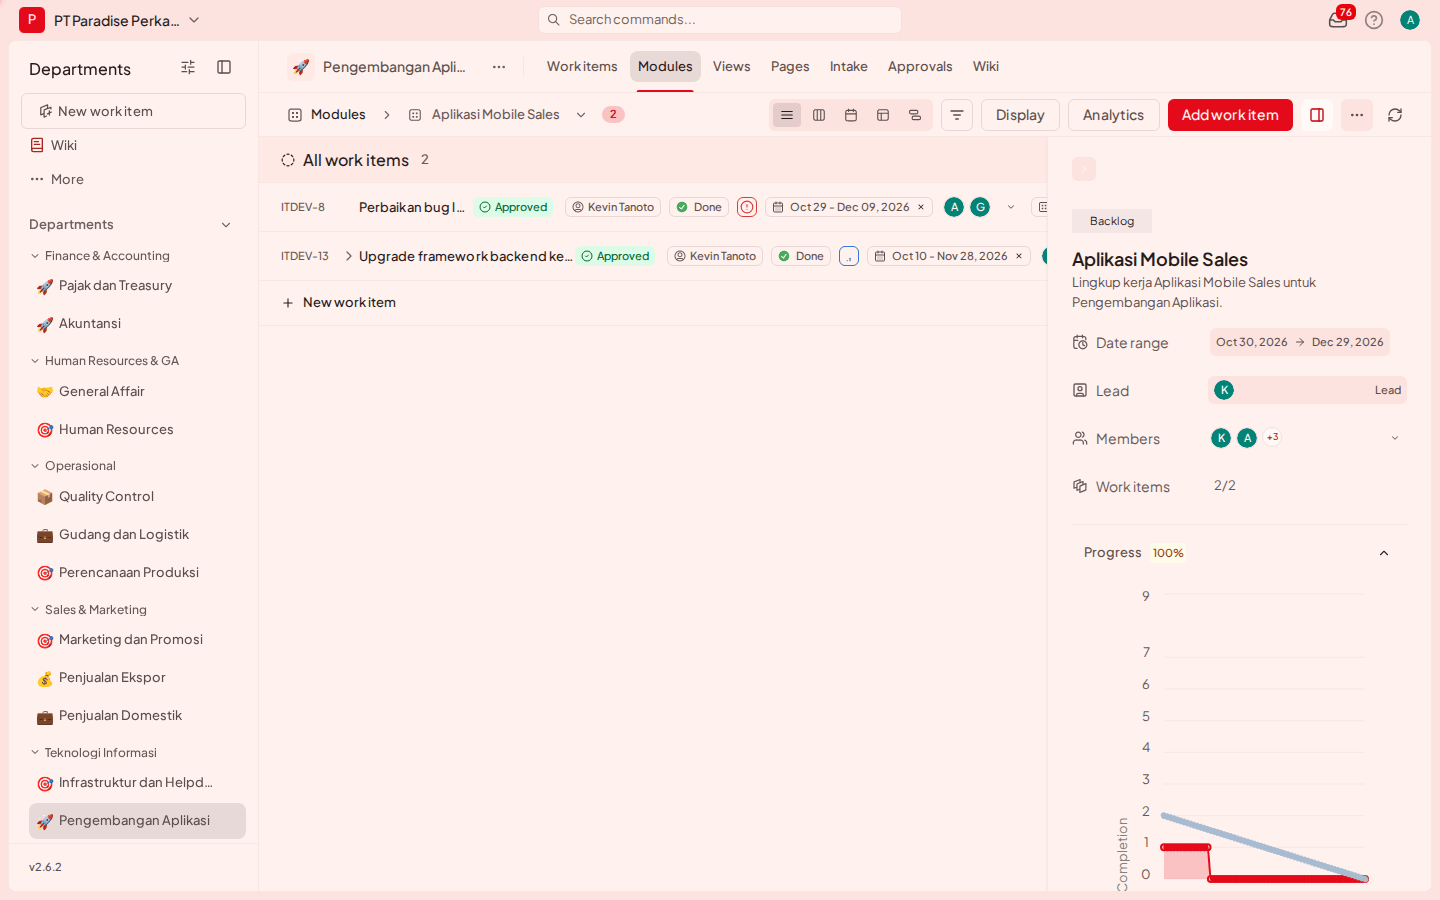 P PT Paradise Perka...
Search commands...
76
A
Departments
New work item
Wiki
More
Departments
Finance & Accounting
Pajak dan Treasury
Akuntansi
Human Resources & GA
General Affair
Human Resources
Operasional
Quality Control
Gudang dan Logistik
Perencanaan Produksi
Sales & Marketing
Marketing dan Promosi
Penjualan Ekspor
Penjualan Domestik
Teknologi Informasi
Infrastruktur dan Helpd...
Pengembangan Aplikasi
v2.6.2
Pengembangan Apli... Work items Modules Views Pages Intake Approvals Wiki
Modules Aplikasi Mobile Sales 2 Display Analytics Add work item
All work items 2
ITDEV-8 Perbaikan bug l... Approved Kevin Tanoto Done Oct 29 - Dec 09, 2026 A G
ITDEV-13 Upgrade framework backend ke... Approved Kevin Tanoto Done Oct 10 - Nov 28, 2026
New work item
Backlog
Aplikasi Mobile Sales
Lingkup kerja Aplikasi Mobile Sales untuk
Pengembangan Aplikasi.
Date range Oct 30, 2026 Dec 29, 2026
Lead K Lead
Members K A +3
Work items 2/2
Progress 100%
9
7
6
5
4
3
2
1
0
Completion